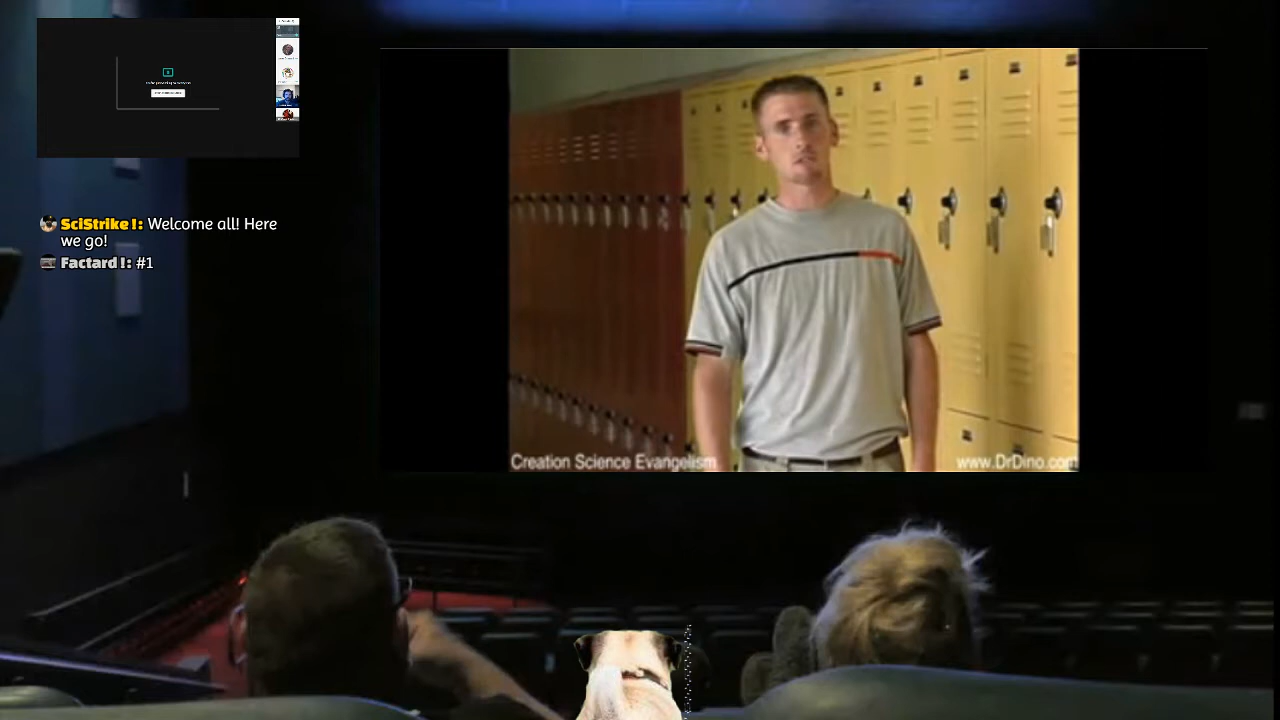 SciStrike !: Welcome all! Here
we go!
Factard !: #1
Creation Science Evangelism
www.DrDino.com